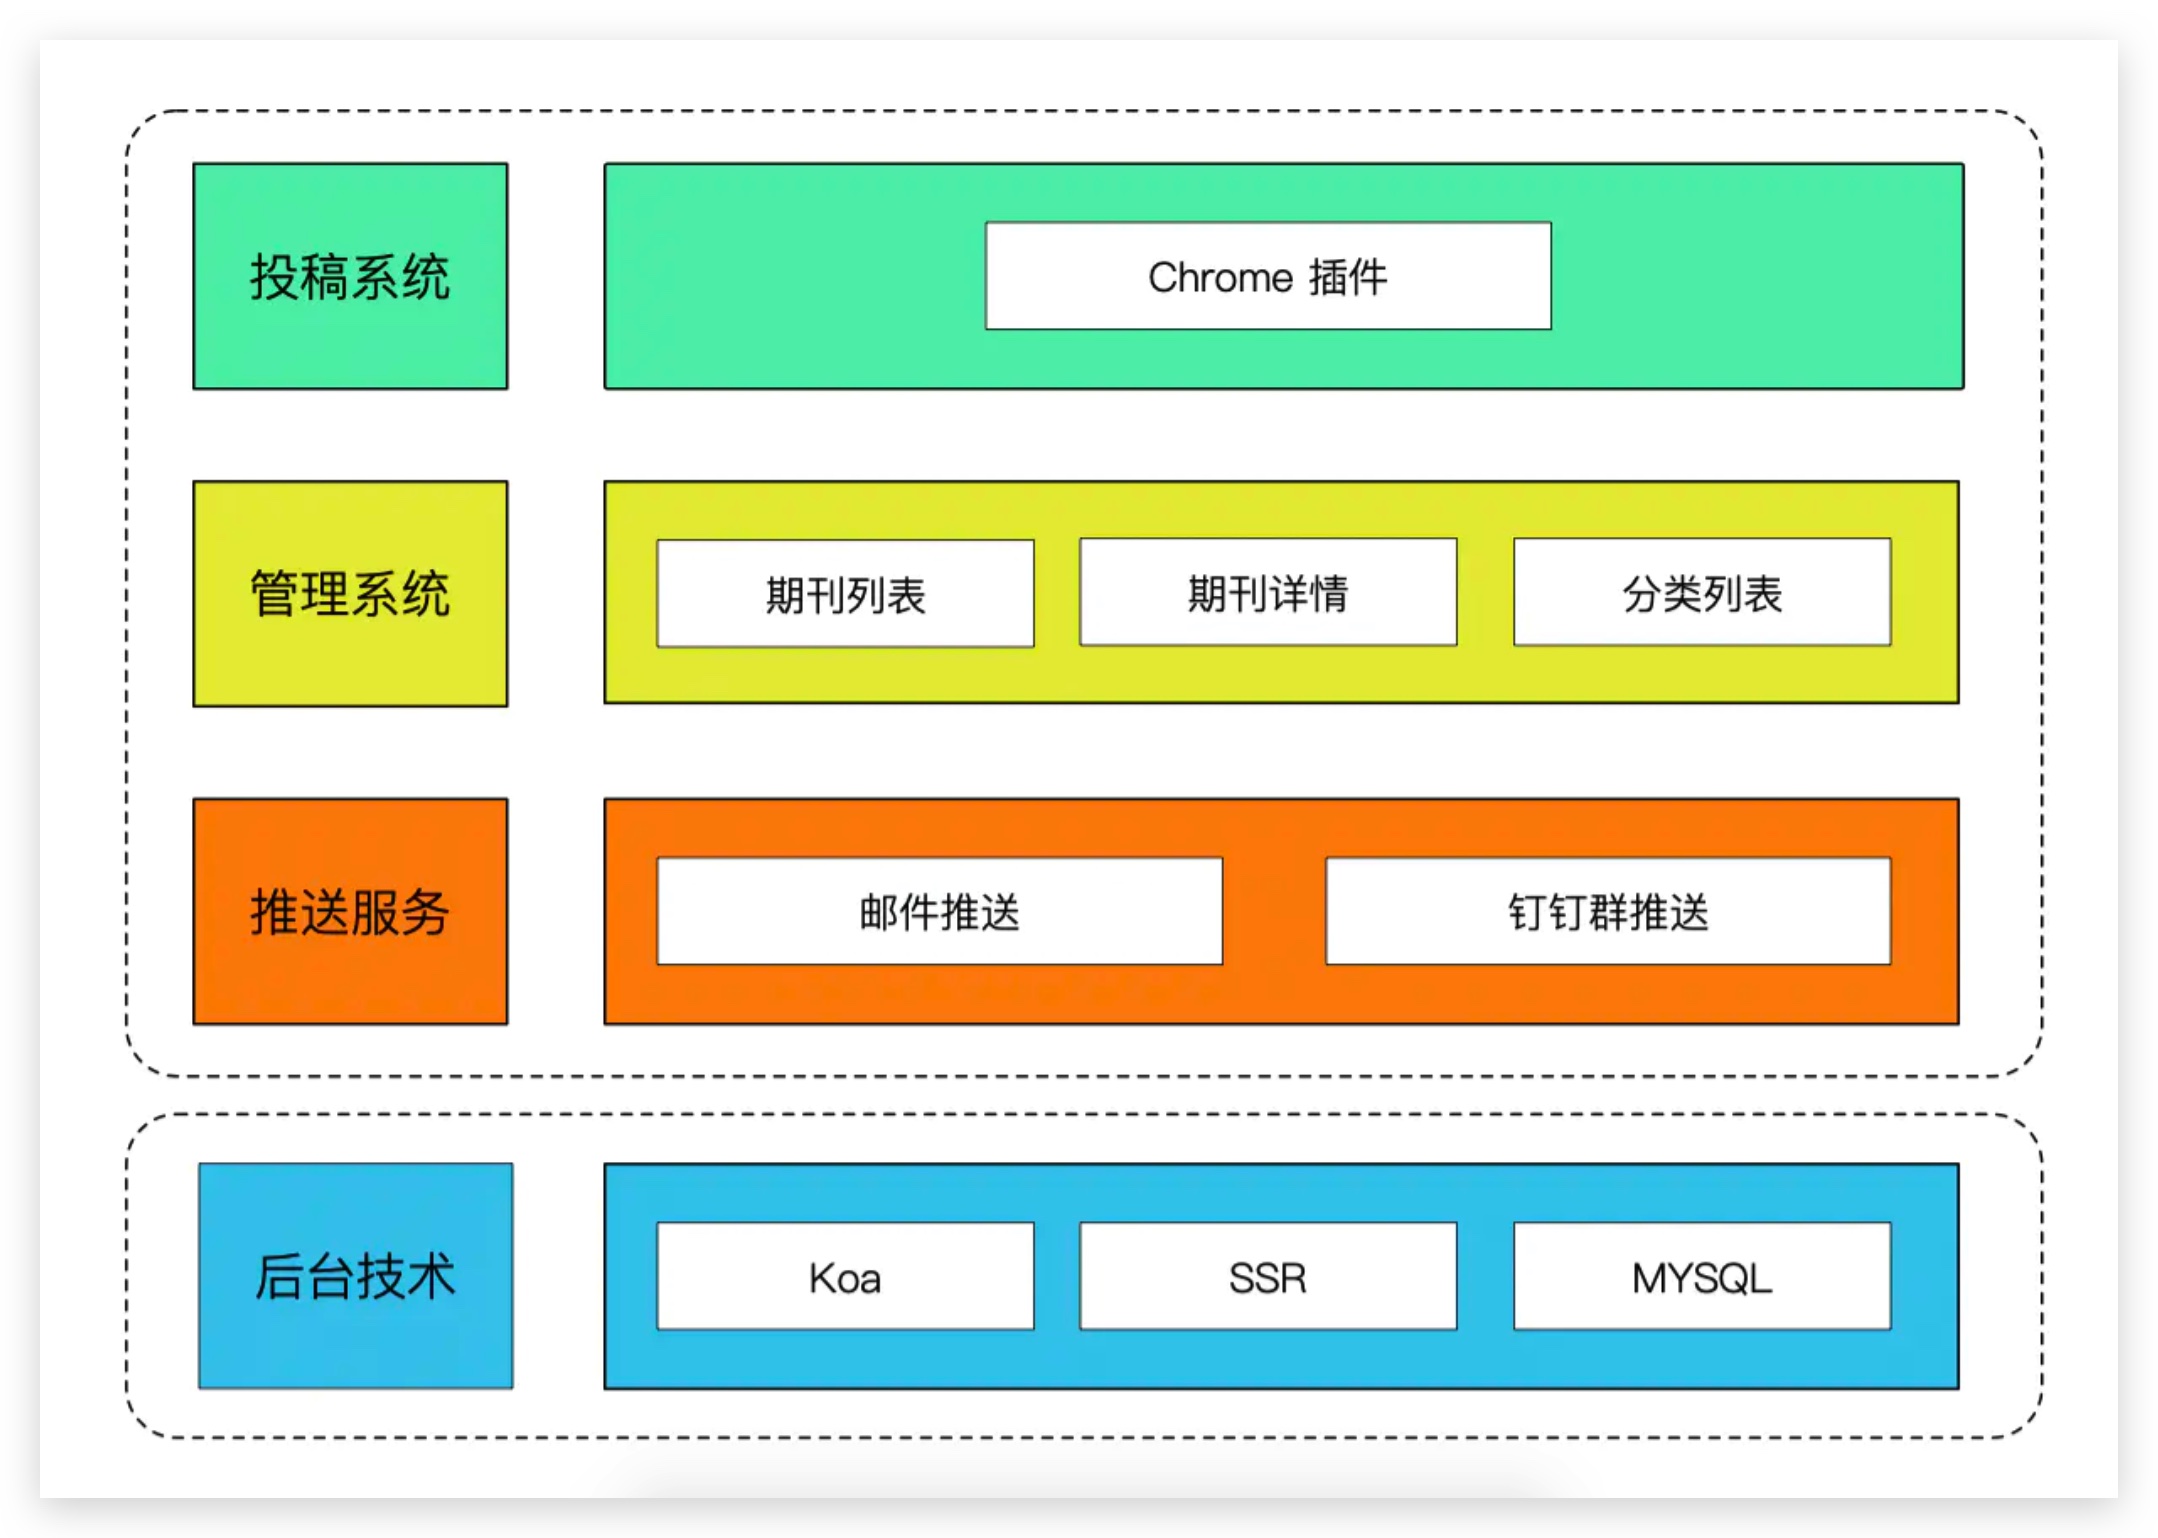 投稿系统
Chrome 插件
管理系统
期刊列表
期刊详情
分类列表
推送服务
邮件推送
钉钉群推送
后台技术
Koa
SSR
MYSQL